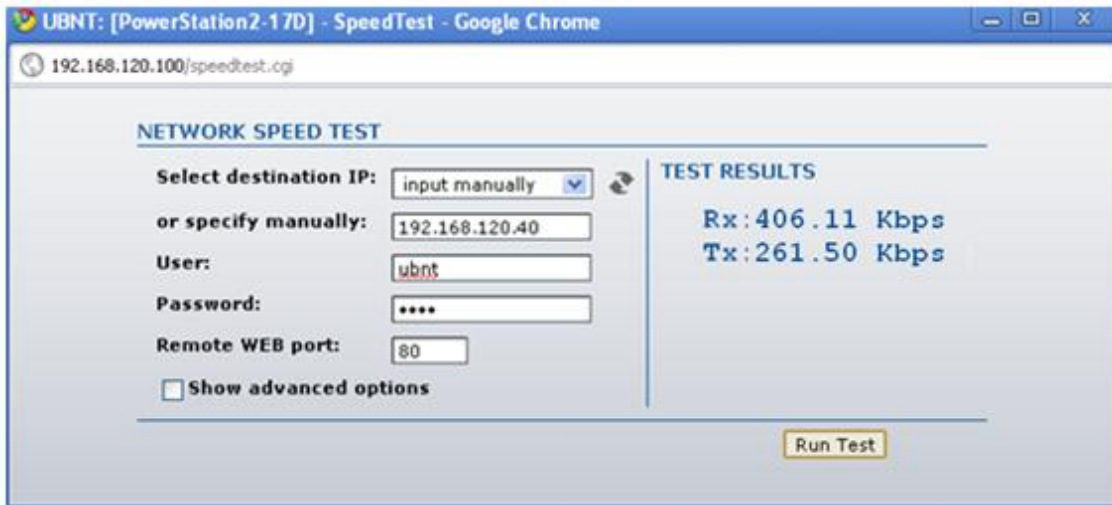 UBNT: [PowerStation2-17D] - SpeedTest - Google Chrome
192.168.120.100/speedtest.cgi
NETWORK SPEED TEST
Select destination IP: input manually
or specify manually: 192.168.120.40
User: ubnt
Password: ••••
Remote WEB port: 80
Show advanced options
TEST RESULTS
Rx:406.11 Kbps
Tx:261.50 Kbps
Run Test